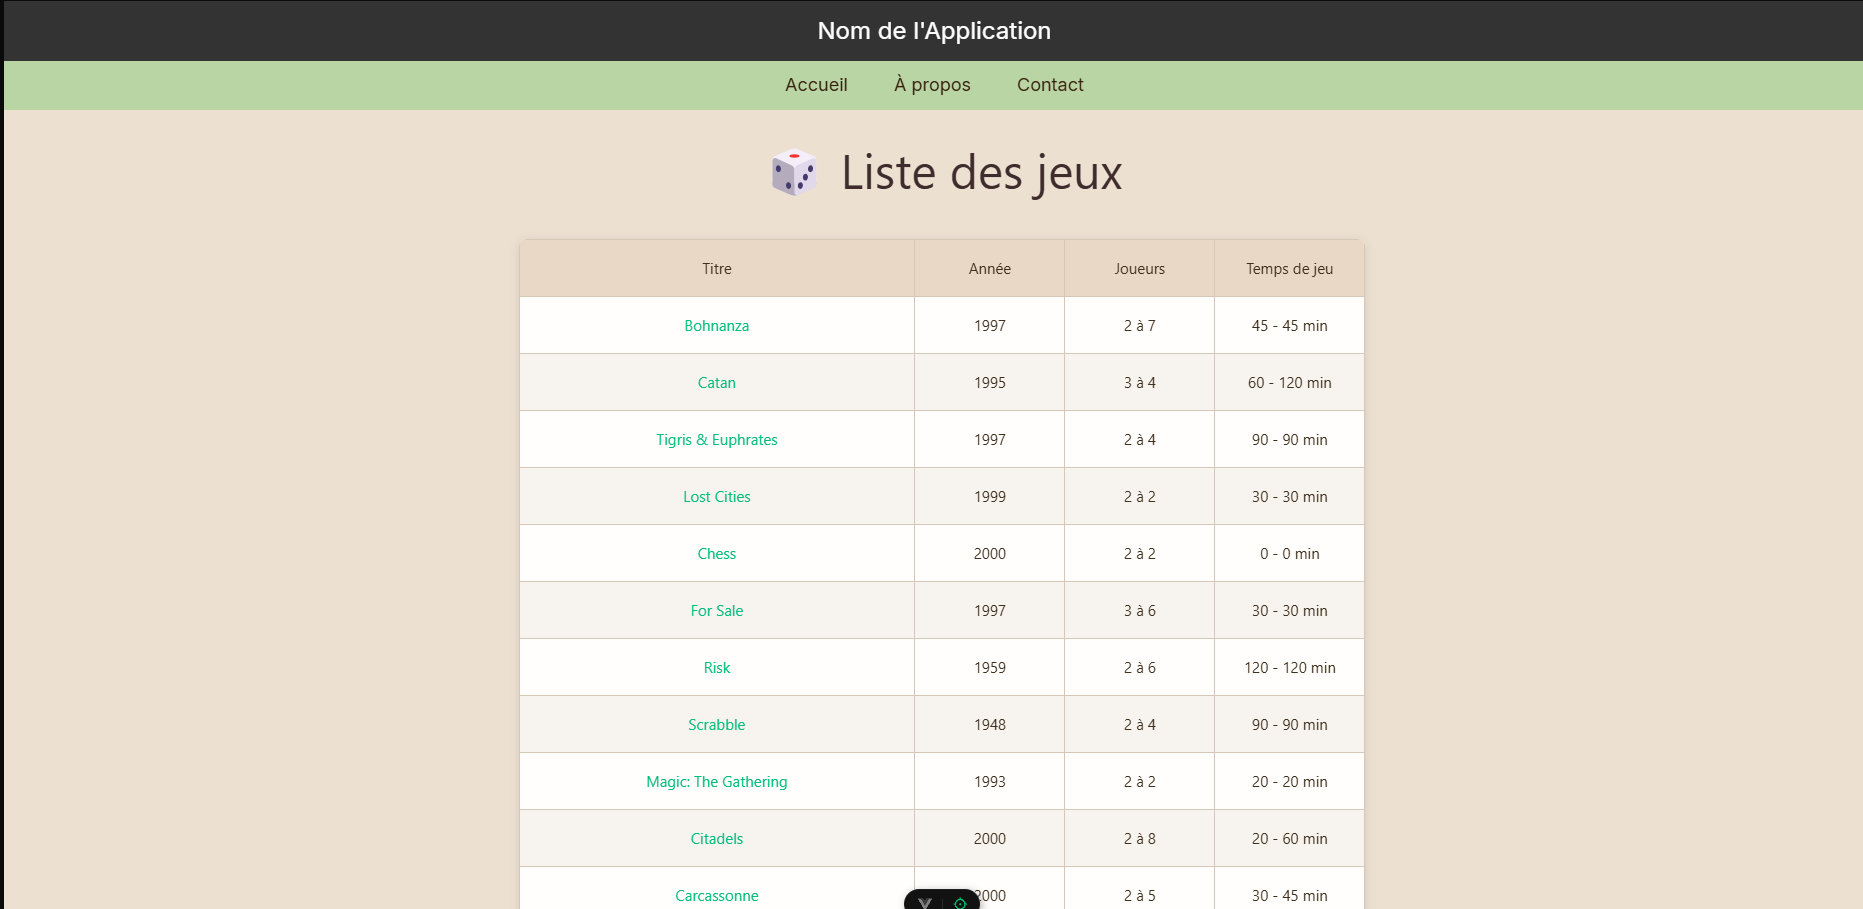 Nom de l'Application
Accueil À propos Contact
Liste des jeux
Titre Année Joueurs Temps de jeu
Bohnanza 1997 2 à 7 45 - 45 min
Catan 1995 3 à 4 60 - 120 min
Tigris & Euphrates 1997 2 à 4 90 - 90 min
Lost Cities 1999 2 à 2 30 - 30 min
Chess 2000 2 à 2 0 - 0 min
For Sale 1997 3 à 6 30 - 30 min
Risk 1959 2 à 6 120 - 120 min
Scrabble 1948 2 à 4 90 - 90 min
Magic: The Gathering 1993 2 à 2 20 - 20 min
Citadels 2000 2 à 8 20 - 60 min
Carcassonne 2000 2 à 5 30 - 45 min